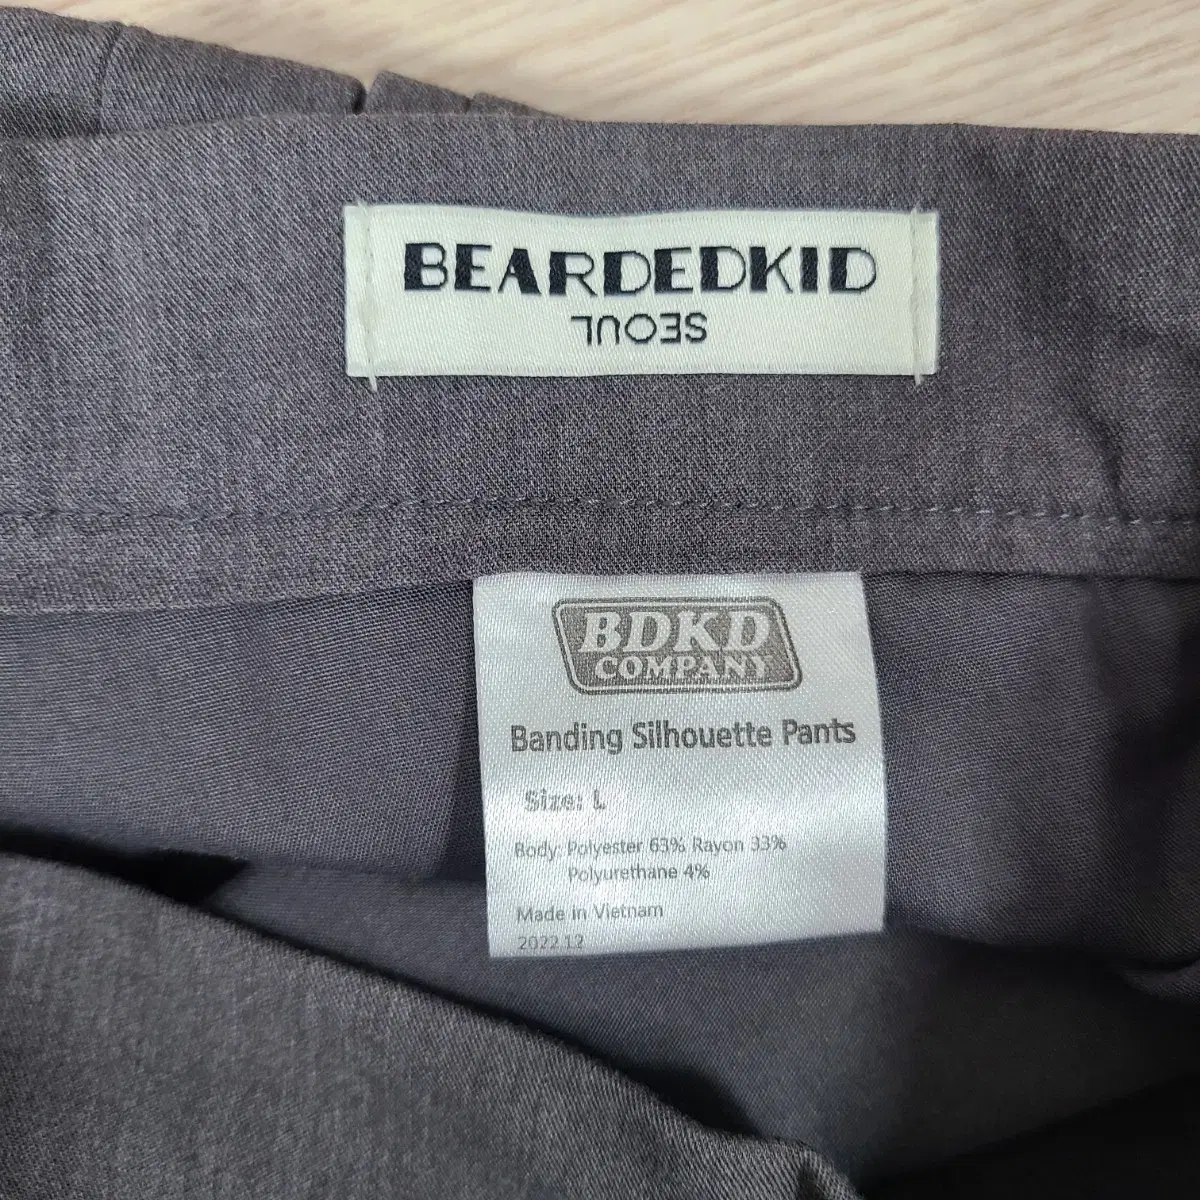 BEARDEDKID
SEOUL
BDKD
COMPANY
Banding Silhouette Pants
Size: L
Body: Polyester 63% Rayon 33%
Polyurethane 4%
Made in Vietnam
2022.12